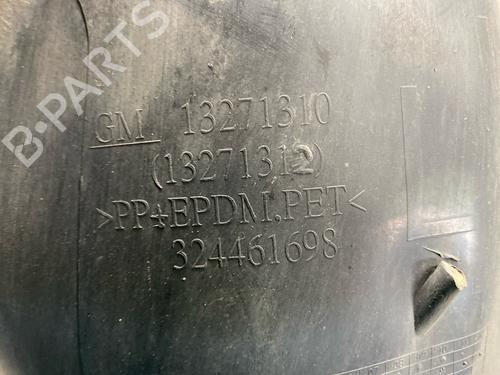 B-PARTS
GM. 13271310
(13271312)
>PP+EPDM.PET<
324461698